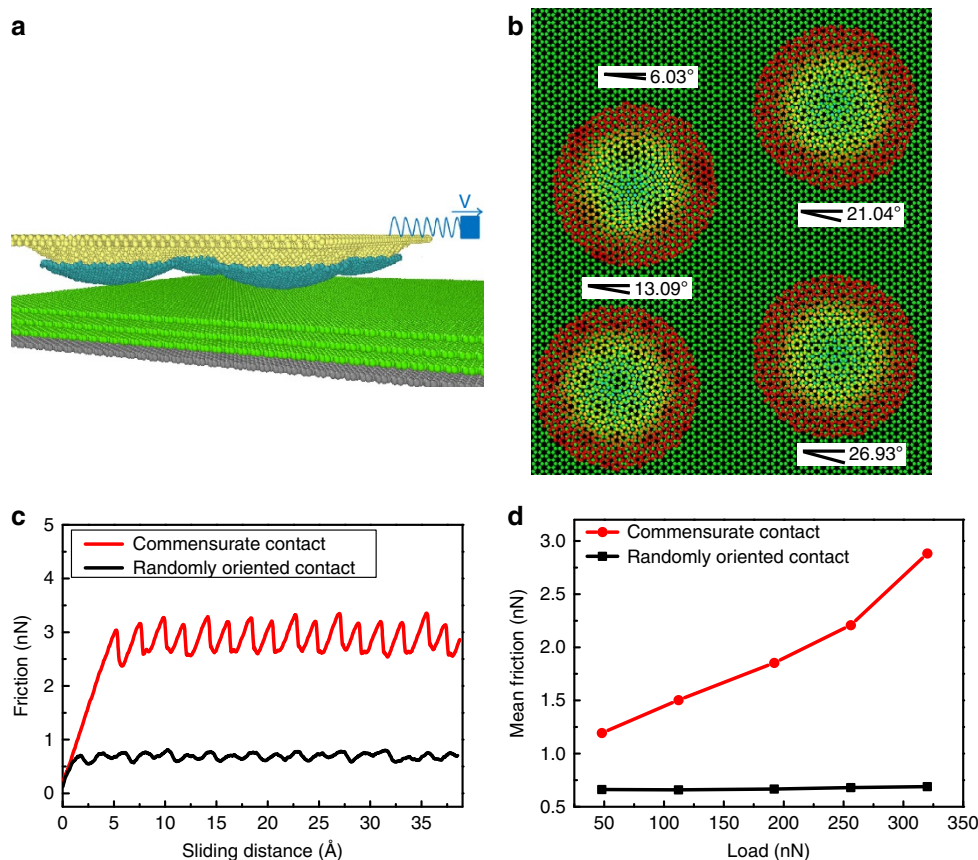 a
V
b
6.03°
21.04°
13.09°
26.93°
c
5
4
3
2
1
0
Friction (nN)
Commensurate contact
Randomly oriented contact
0 5 10 15 20 25 30 35
Sliding distance (Å)
d
3.0
2.5
2.0
1.5
1.0
0.5
Mean friction (nN)
Commensurate contact
Randomly oriented contact
50 100 150 200 250 300 350
Load (nN)